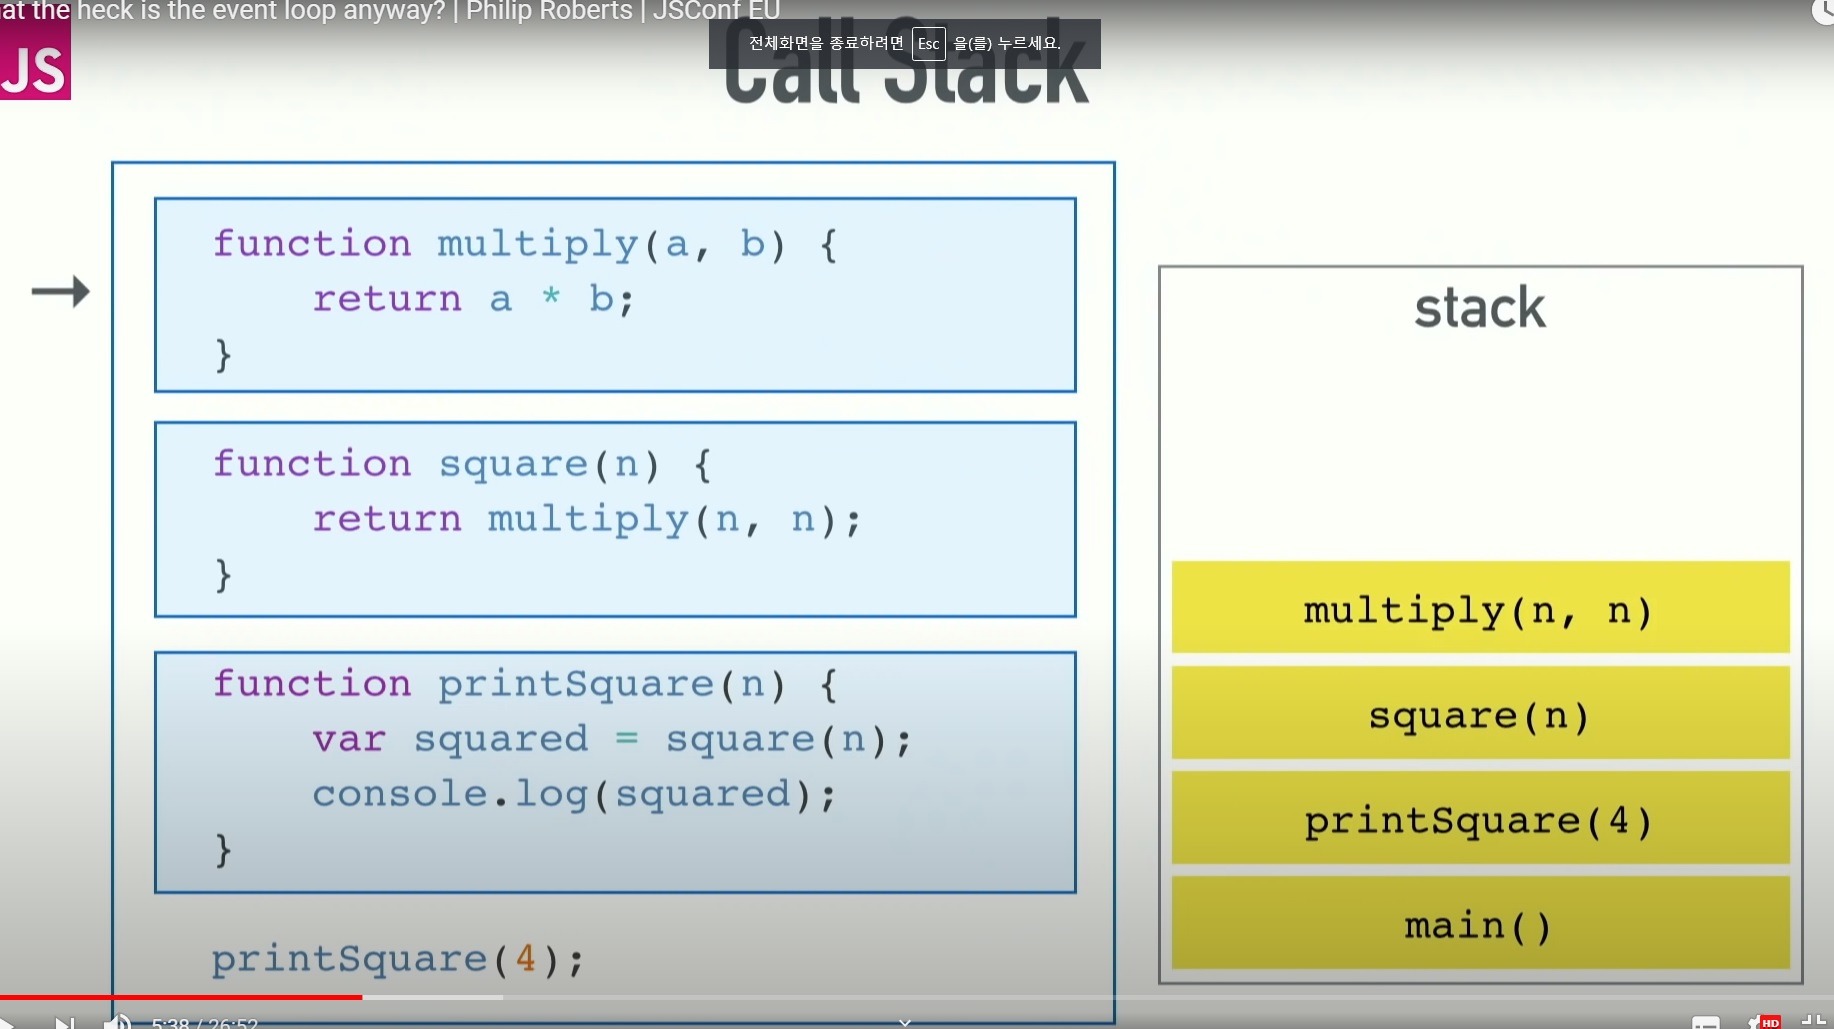 at the heck is the event loop anyway? | Philip Roberts | JSConf EU
전체화면을 종료하려면 Esc 을(를) 누르세요.
JS
Call Stack
function multiply(a, b) {
return a * b;
}
function square(n) {
return multiply(n, n);
}
function printSquare(n) {
var squared = square(n);
console.log(squared);
}
printSquare(4);
stack
multiply(n, n)
square(n)
printSquare(4)
main()
5:38 / 26:52
HD